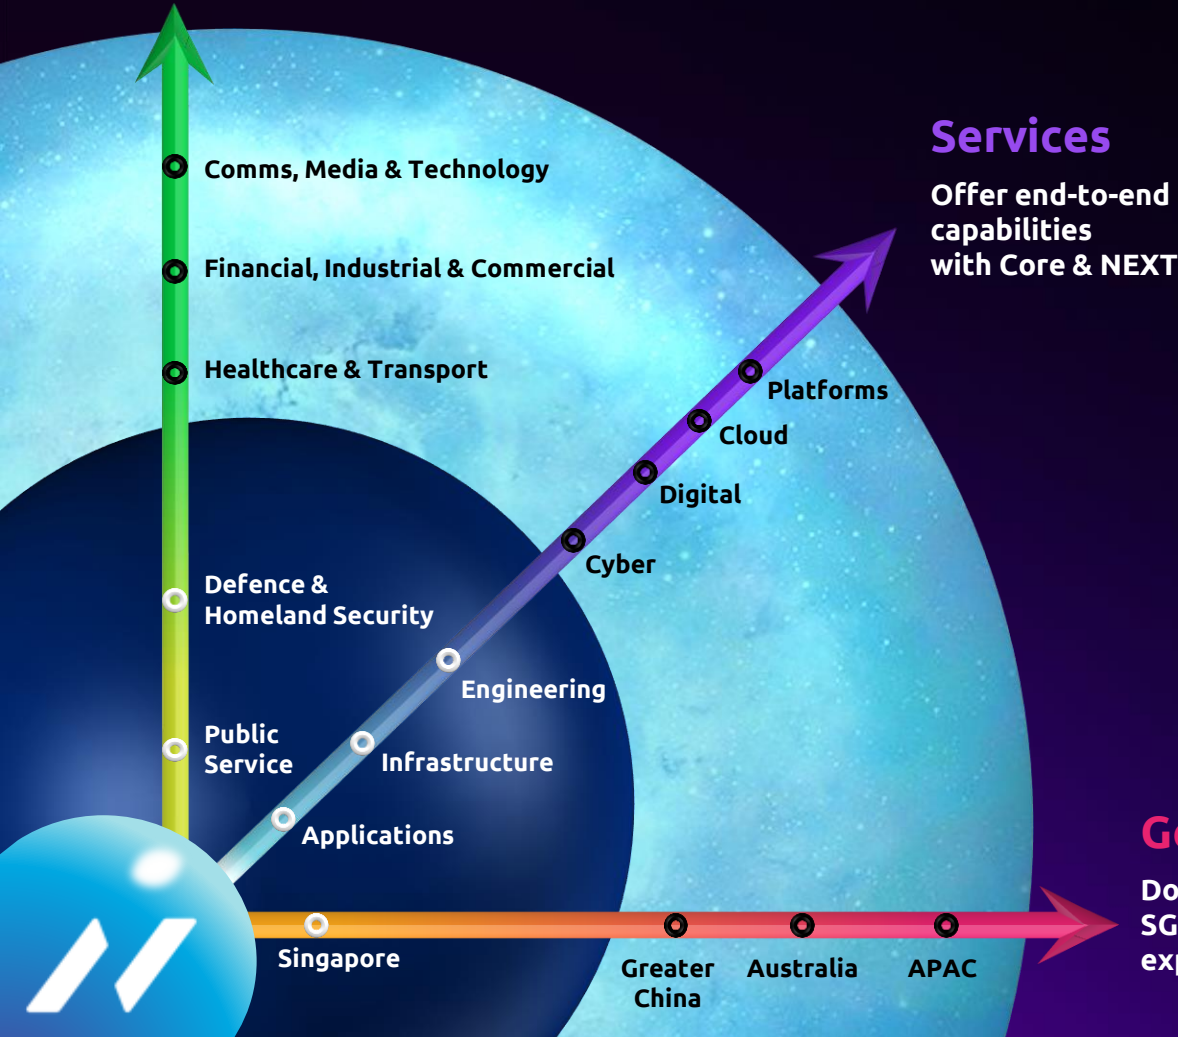 Services
Offer end-to-end
capabilities
with Core & NEXT
Comms, Media & Technology
Financial, Industrial & Commercial
Healthcare & Transport
Defence &
Homeland Security
Public
Service
Platforms
Cloud
Digital
Cyber
Engineering
Infrastructure
Applications
Singapore
Greater
China
Australia
APAC
SG